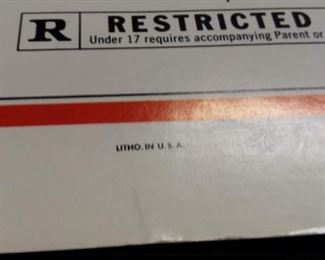 R RESTRICTED
Under 17 requires accompanying Parent or
LITHO. IN U. S. A.